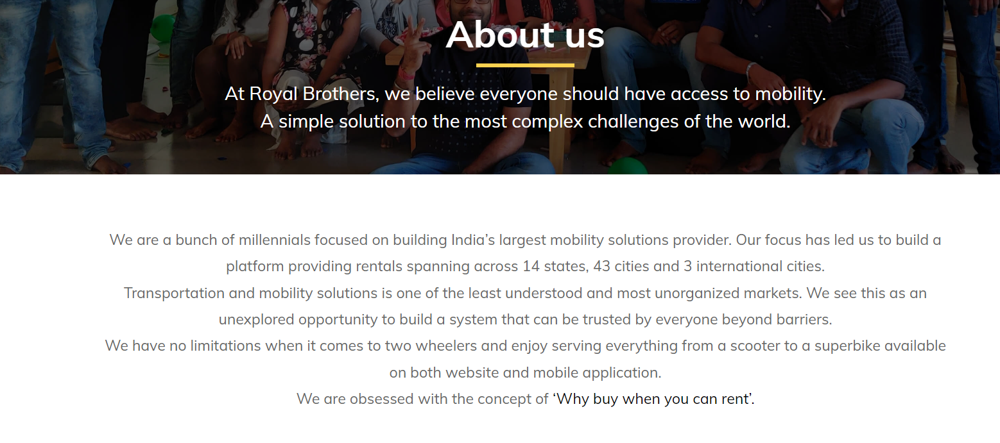 About us
At Royal Brothers, we believe everyone should have access to mobility.
A simple solution to the most complex challenges of the world.
We are a bunch of millennials focused on building India’s largest mobility solutions provider. Our focus has led us to build a
platform providing rentals spanning across 14 states, 43 cities and 3 international cities.
Transportation and mobility solutions is one of the least understood and most unorganized markets. We see this as an
unexplored opportunity to build a system that can be trusted by everyone beyond barriers.
We have no limitations when it comes to two wheelers and enjoy serving everything from a scooter to a superbike available
on both website and mobile application.
We are obsessed with the concept of ‘Why buy when you can rent’.